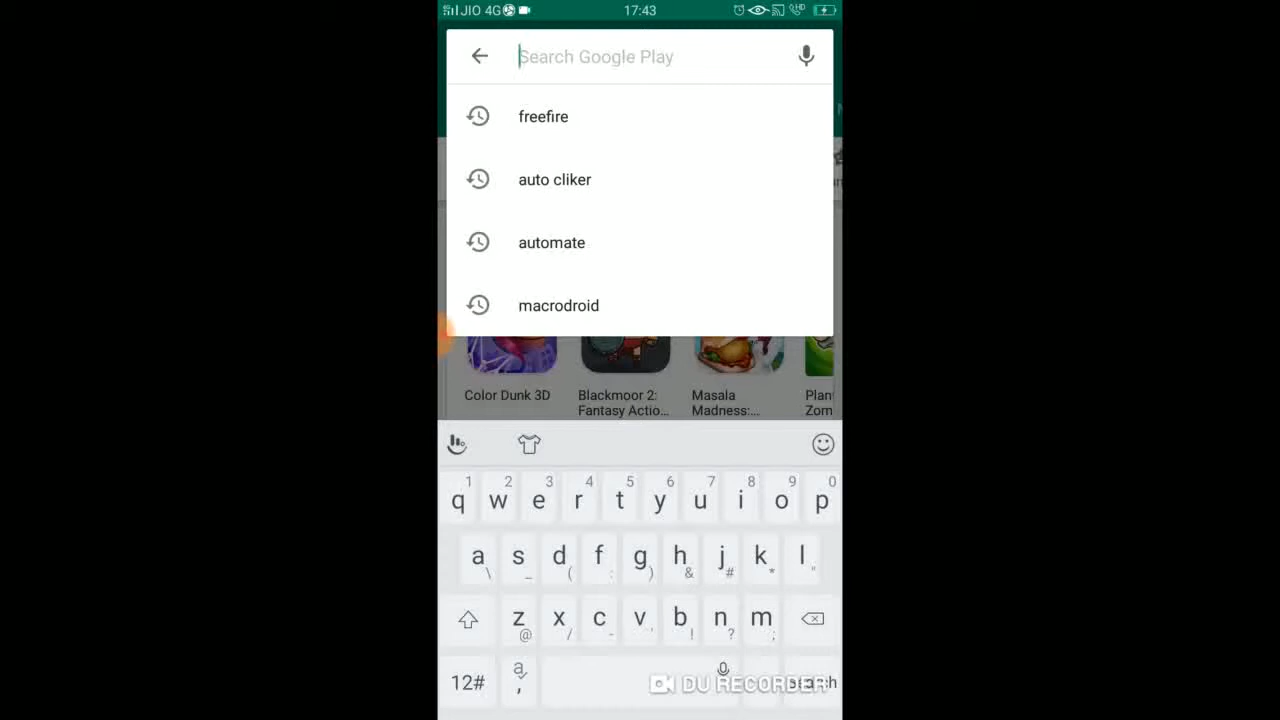 JIO 4G 17:43 HD
Search Google Play
freefire
auto cliker
automate
macrodroid
Color Dunk 3D Blackmoor 2: Masala
Fantasy Actio... Madness:... Zom
1 2 3 4 5 6 7 8 9 0
q w e r t y u i o p
a s d f g h j k l
\ _ ( : ) & # * "
z x c v b n m
@ / - ' ! ? ;
a
12# , DU RECORDER